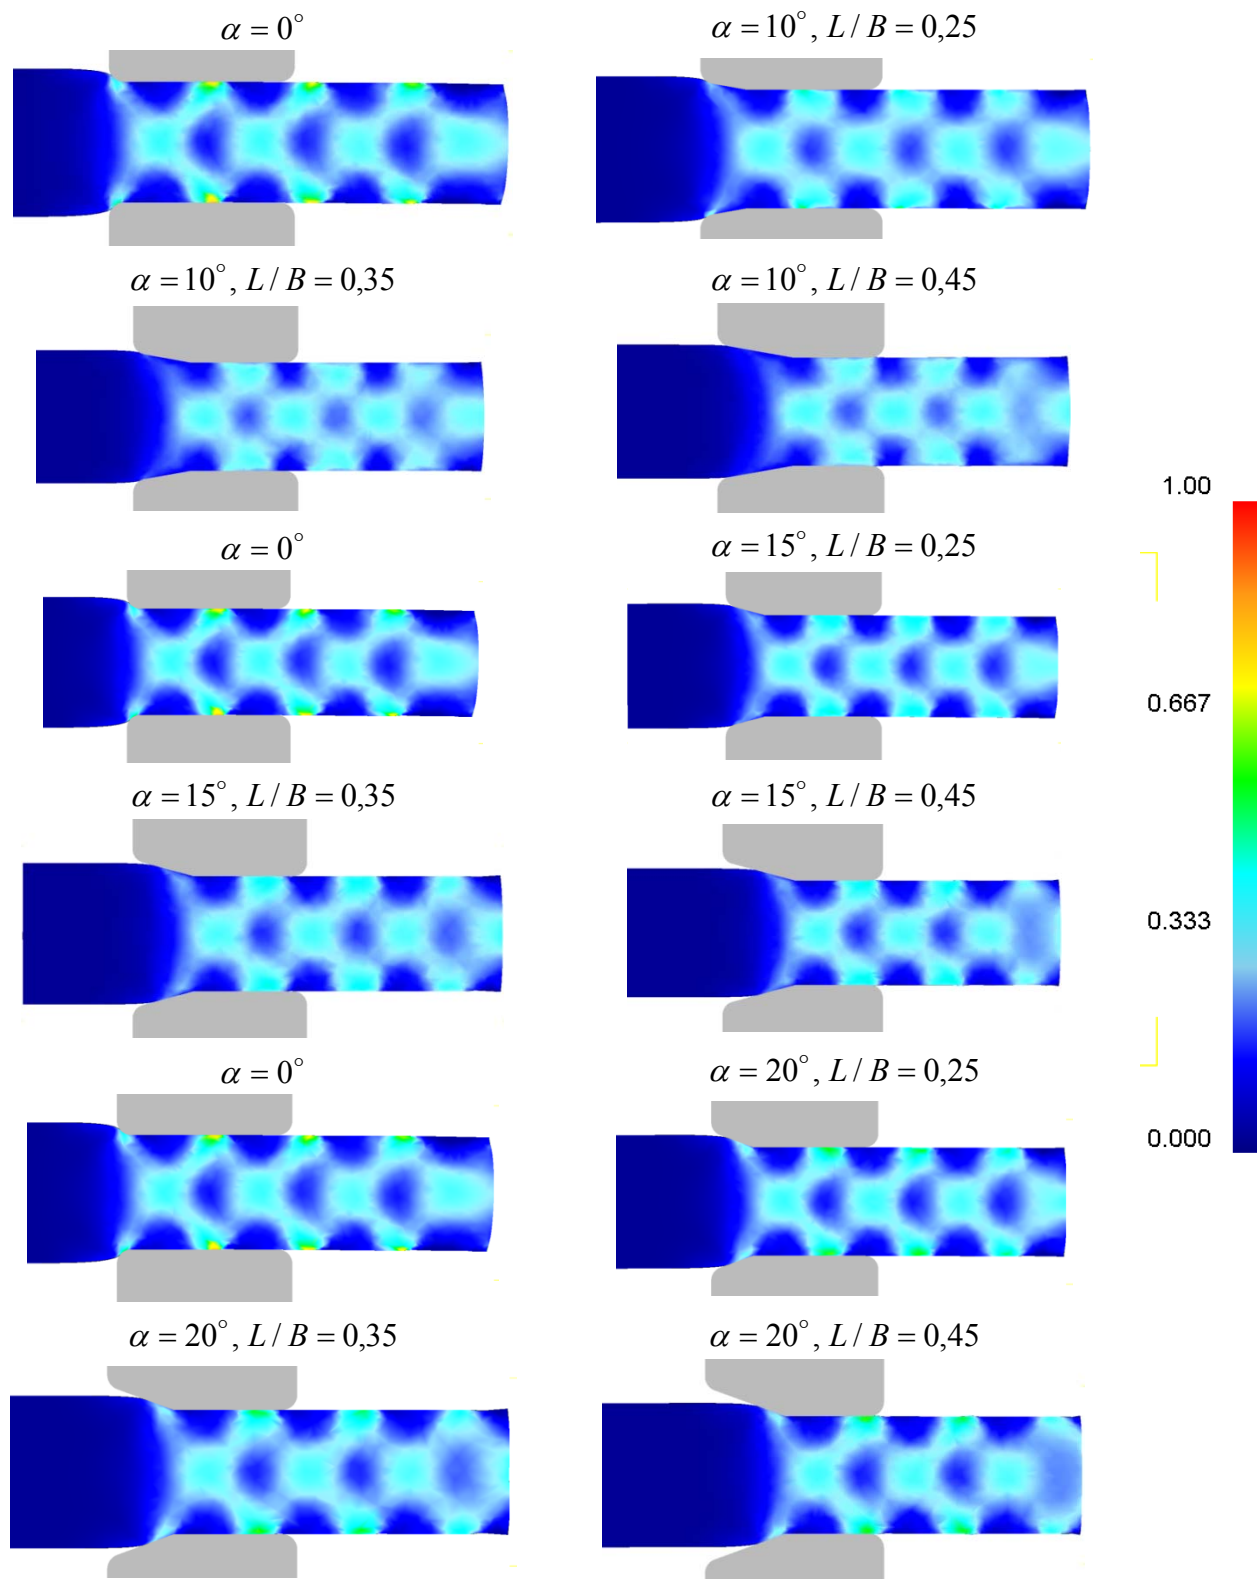 α = 0°
α = 10°, L / B = 0,25
α = 10°, L / B = 0,35
α = 10°, L / B = 0,45
α = 0°
α = 15°, L / B = 0,25
α = 15°, L / B = 0,35
α = 15°, L / B = 0,45
α = 0°
α = 20°, L / B = 0,25
α = 20°, L / B = 0,35
α = 20°, L / B = 0,45
1.00
0.667
0.333
0.000